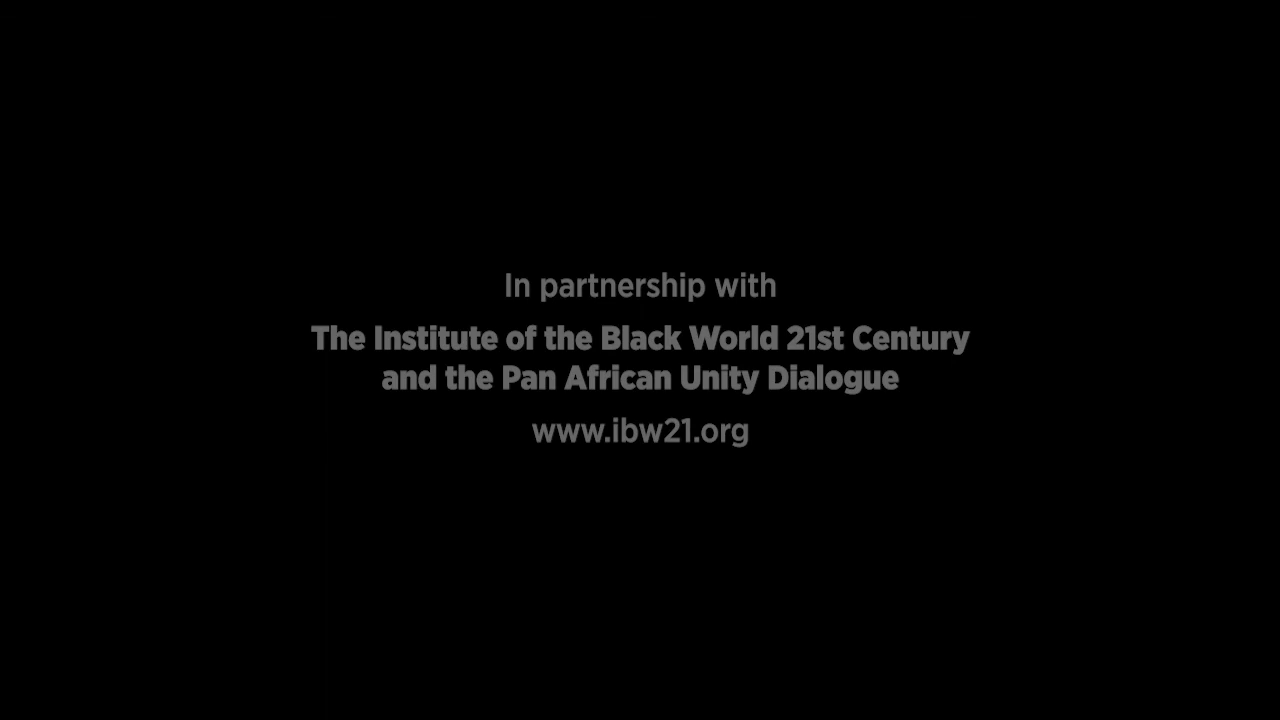 In partnership with
The Institute of the Black World 21st Century
and the Pan African Unity Dialogue
www.ibw21.org